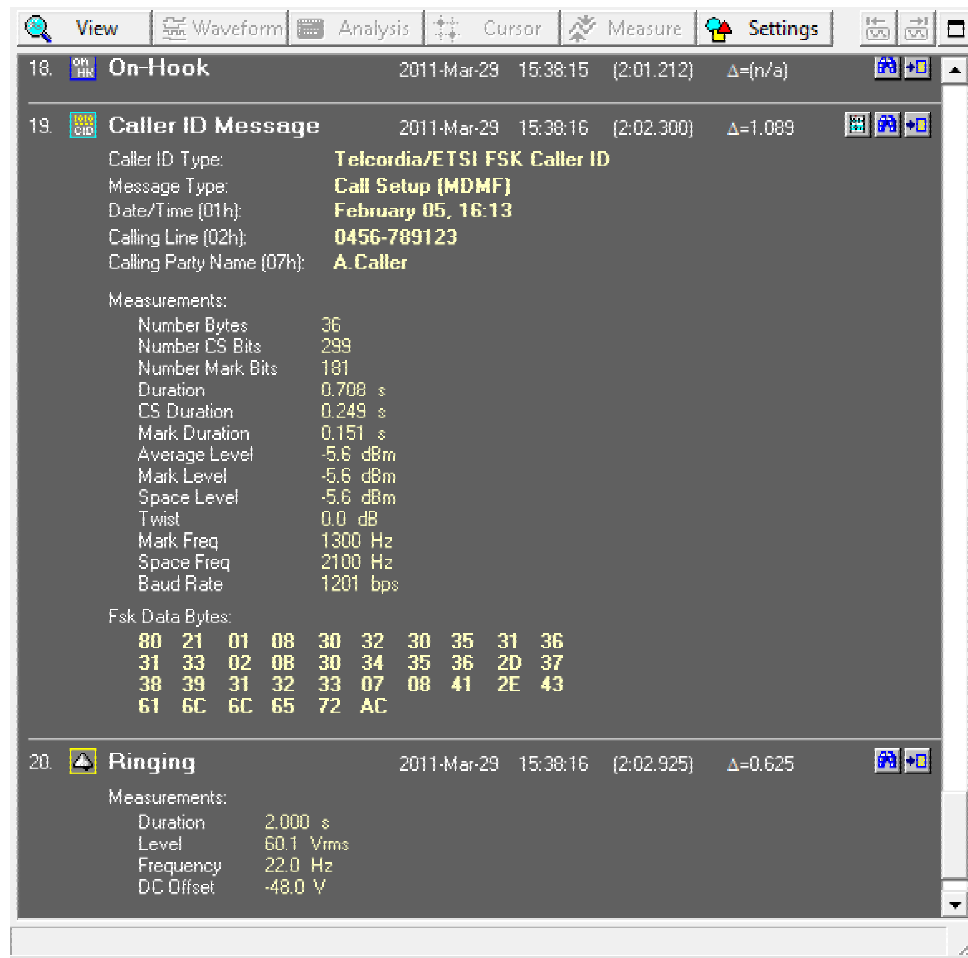 View Waveform Analysis Cursor Measure Settings
18. ON HK On-Hook 2011-Mar-29 15:38:15 (2:01.212) Δ=(n/a)
19. 1010 CID Caller ID Message 2011-Mar-29 15:38:16 (2:02.300) Δ=1.089
Caller ID Type: Telcordia/ETSI FSK Caller ID
Message Type: Call Setup (MDMF)
Date/Time (01h): February 05, 16:13
Calling Line (02h): 0456-789123
Calling Party Name (07h): A.Caller
Measurements:
Number Bytes 36
Number CS Bits 299
Number Mark Bits 181
Duration 0.708 s
CS Duration 0.249 s
Mark Duration 0.151 s
Average Level -5.6 dBm
Mark Level -5.6 dBm
Space Level -5.6 dBm
Twist 0.0 dB
Mark Freq 1300 Hz
Space Freq 2100 Hz
Baud Rate 1201 bps
Fsk Data Bytes:
80 21 01 08 30 32 30 35 31 36
31 33 02 0B 30 34 35 36 2D 37
38 39 31 32 33 07 08 41 2E 43
61 6C 6C 65 72 AC
20. Ringing 2011-Mar-29 15:38:16 (2:02.925) Δ=0.625
Measurements:
Duration 2.000 s
Level 60.1 Vrms
Frequency 22.0 Hz
DC Offset -48.0 V